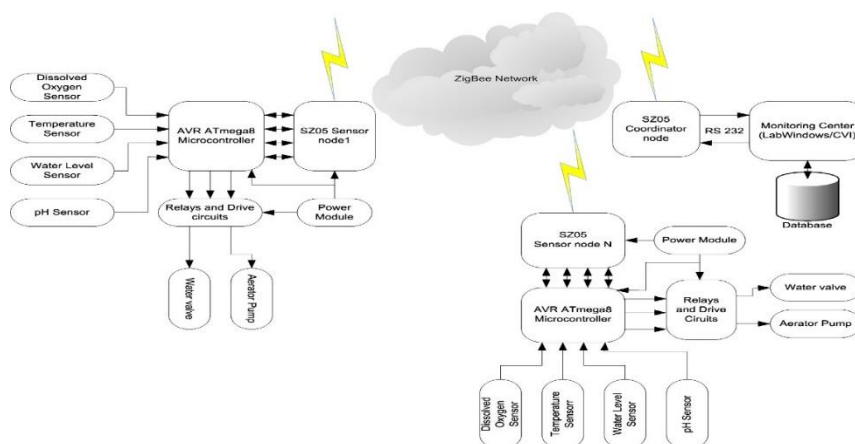 Dissolved
Oxygen
Sensor
Temperature
Sensor
Water Level
Sensor
pH Sensor
AVR ATmega8
Microcontroller
SZ05 Sensor
node1
Relays and Drive
circuits
Power
Module
Water valve
Aerator Pump
ZigBee Network
SZ05
Coordinator
node
RS 232
Monitoring Center
(LabWindows/CVI)
Database
SZ05
Sensor node N
Power Module
AVR ATmega8
Microcontroller
Relays
and Drive
Ciruits
Water valve
Aerator Pump
Dissolved
Oxygen
Sensor
Temperature
Sensorr
Water Level
Sensor
pH Sensor